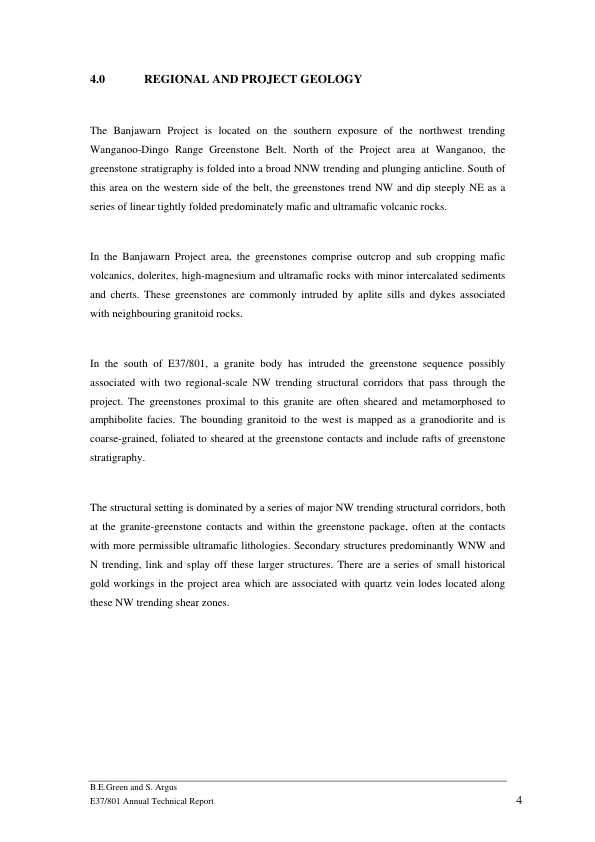 4.0 REGIONAL AND PROJECT GEOLOGY
The Banjawarn Project is located on the southern exposure of the northwest trending
Wanganoo-Dingo Range Greenstone Belt. North of the Project area at Wanganoo, the
greenstone stratigraphy is folded into a broad NNW trending and plunging anticline. South of
this area on the western side of the belt, the greenstones trend NW and dip steeply NE as a
series of linear tightly folded predominately mafic and ultramafic volcanic rocks.
In the Banjawarn Project area, the greenstones comprise outcrop and sub cropping mafic
volcanics, dolerites, high-magnesium and ultramafic rocks with minor intercalated sediments
and cherts. These greenstones are commonly intruded by aplite sills and dykes associated
with neighbouring granitoid rocks.
In the south of E37/801, a granite body has intruded the greenstone sequence possibly
associated with two regional-scale NW trending structural corridors that pass through the
project. The greenstones proximal to this granite are often sheared and metamorphosed to
amphibolite facies. The bounding granitoid to the west is mapped as a granodiorite and is
coarse-grained, foliated to sheared at the greenstone contacts and include rafts of greenstone
stratigraphy.
The structural setting is dominated by a series of major NW trending structural corridors, both
at the granite-greenstone contacts and within the greenstone package, often at the contacts
with more permissible ultramafic lithologies. Secondary structures predominantly WNW and
N trending, link and splay off these larger structures. There are a series of small historical
gold workings in the project area which are associated with quartz vein lodes located along
these NW trending shear zones.
B.E.Green and S. Argus
E37/801 Annual Technical Report 4